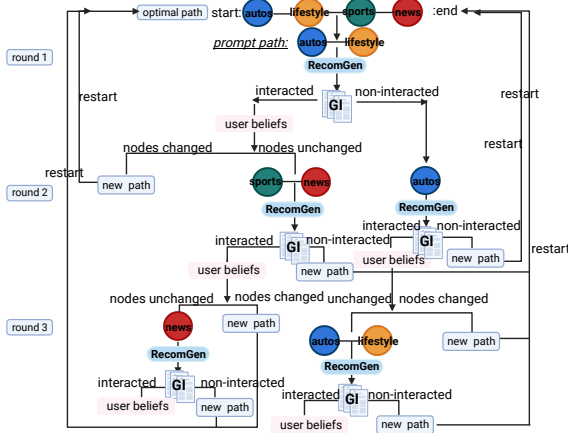 optimal path start: autos lifestyle sports news :end
prompt path: autos lifestyle
round 1
RecomGen
interacted GI non-interacted
restart restart
user beliefs
nodes changed nodes unchanged
restart
restart
round 2
new path
sports news
autos
RecomGen
RecomGen
interacted non-interacted
GI
interacted GI non-interacted
restart
user beliefs
new path
user beliefs
new path
nodes unchanged nodes changed unchanged nodes changed
round 3
news
new path
autos lifestyle
new path
RecomGen
RecomGen
interacted GI non-interacted
interacted GI non-interacted
user beliefs
new path
user beliefs
new path